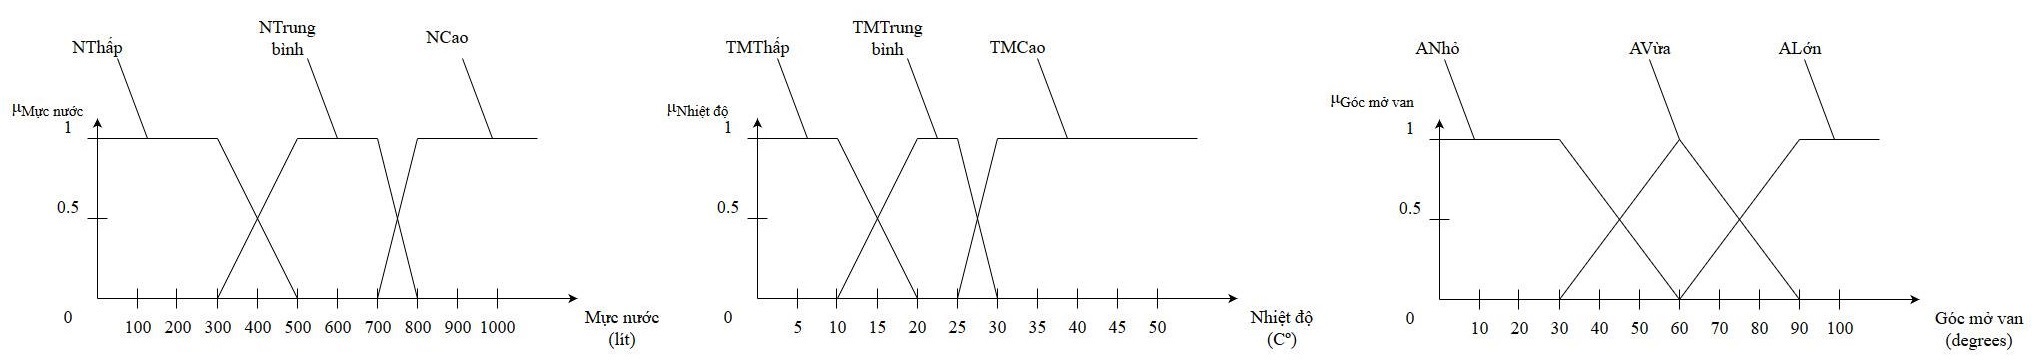 NThấp
NTrung
bình
NCao
μMực nước
1
0.5
0
100 200 300 400 500 600 700 800 900 1000
Mực nước
(lít)
TMThấp
TMTrung
bình
TMCao
μNhiệt độ
1
0.5
0
5 10 15 20 25 30 35 40 45 50
Nhiệt độ
(Cº)
ANhỏ
AVừa
ALớn
μGóc mở van
1
0.5
0
10 20 30 40 50 60 70 80 90 100
Góc mở van
(degrees)